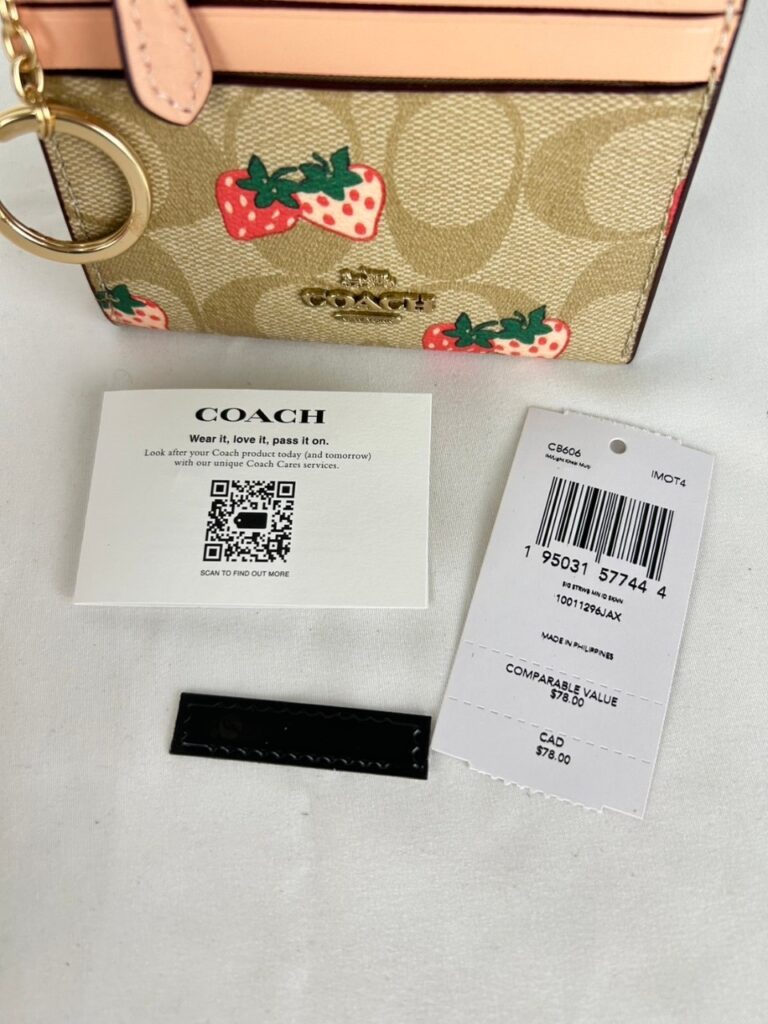 COACH
COACH
Wear it, love it, pass it on.
Look after your Coach product today (and tomorrow)
with our unique Coach Cares services.
SCAN TO FIND OUT MORE
CB606
IMOT4
1 95031 57744 4
10011296JAX
MADE IN PHILIPPINES
COMPARABLE VALUE
$78.00
CAD
$78.00